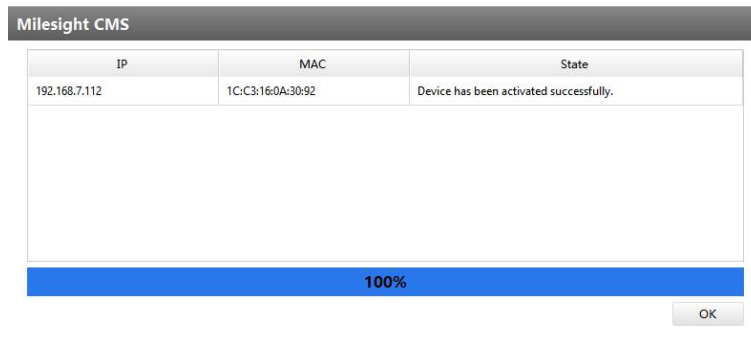 Milesight CMS
IP MAC State
192.168.7.112 1C:C3:16:0A:30:92 Device has been activated successfully.
100%
OK